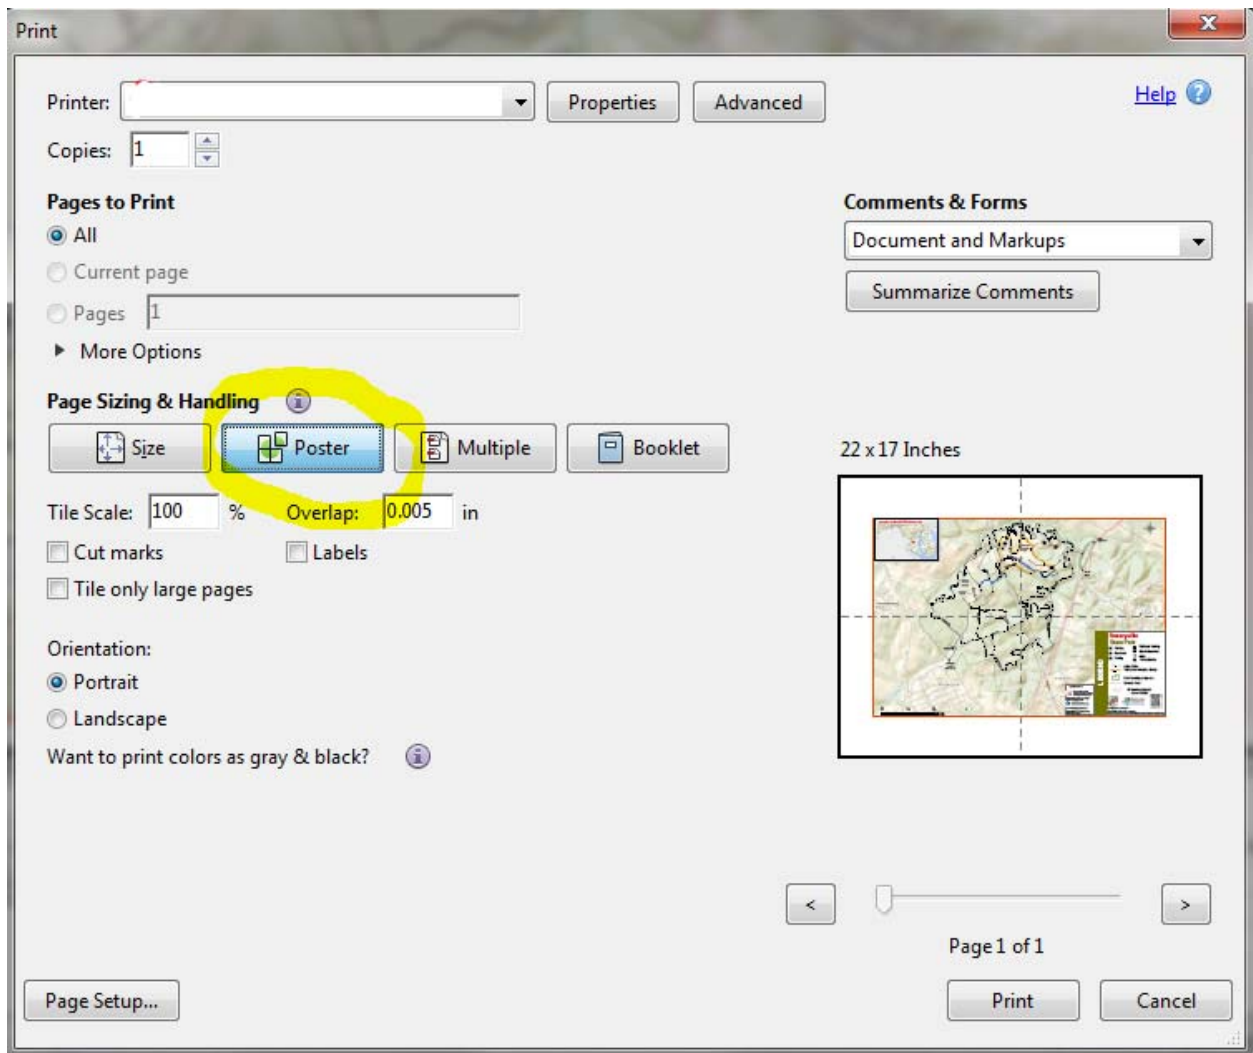 Print
Printer: Properties Advanced Help
Copies: 1
Pages to Print
All
Current page
Pages 1
More Options
Comments & Forms
Document and Markups
Summarize Comments
Page Sizing & Handling
Size Poster Multiple Booklet
Tile Scale: 100 % Overlap: 0.005 in
Cut marks Labels
Tile only large pages
Orientation:
Portrait
Landscape
Want to print colors as gray & black?
22 x 17 Inches
LEGEND
< >
Page 1 of 1
Page Setup... Print Cancel